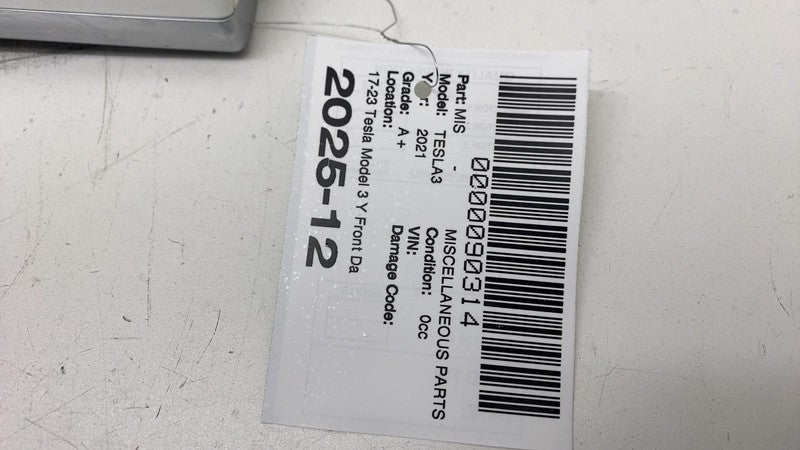 0000090314
Part: MIS - MISCELLANEOUS PARTS
Model: TESLA3 Condition: 0cc
Year: 2021 VIN:
Grade: A+ Damage Code:
Location:
17-23 Tesla Model 3 Y Front Da
2025-12